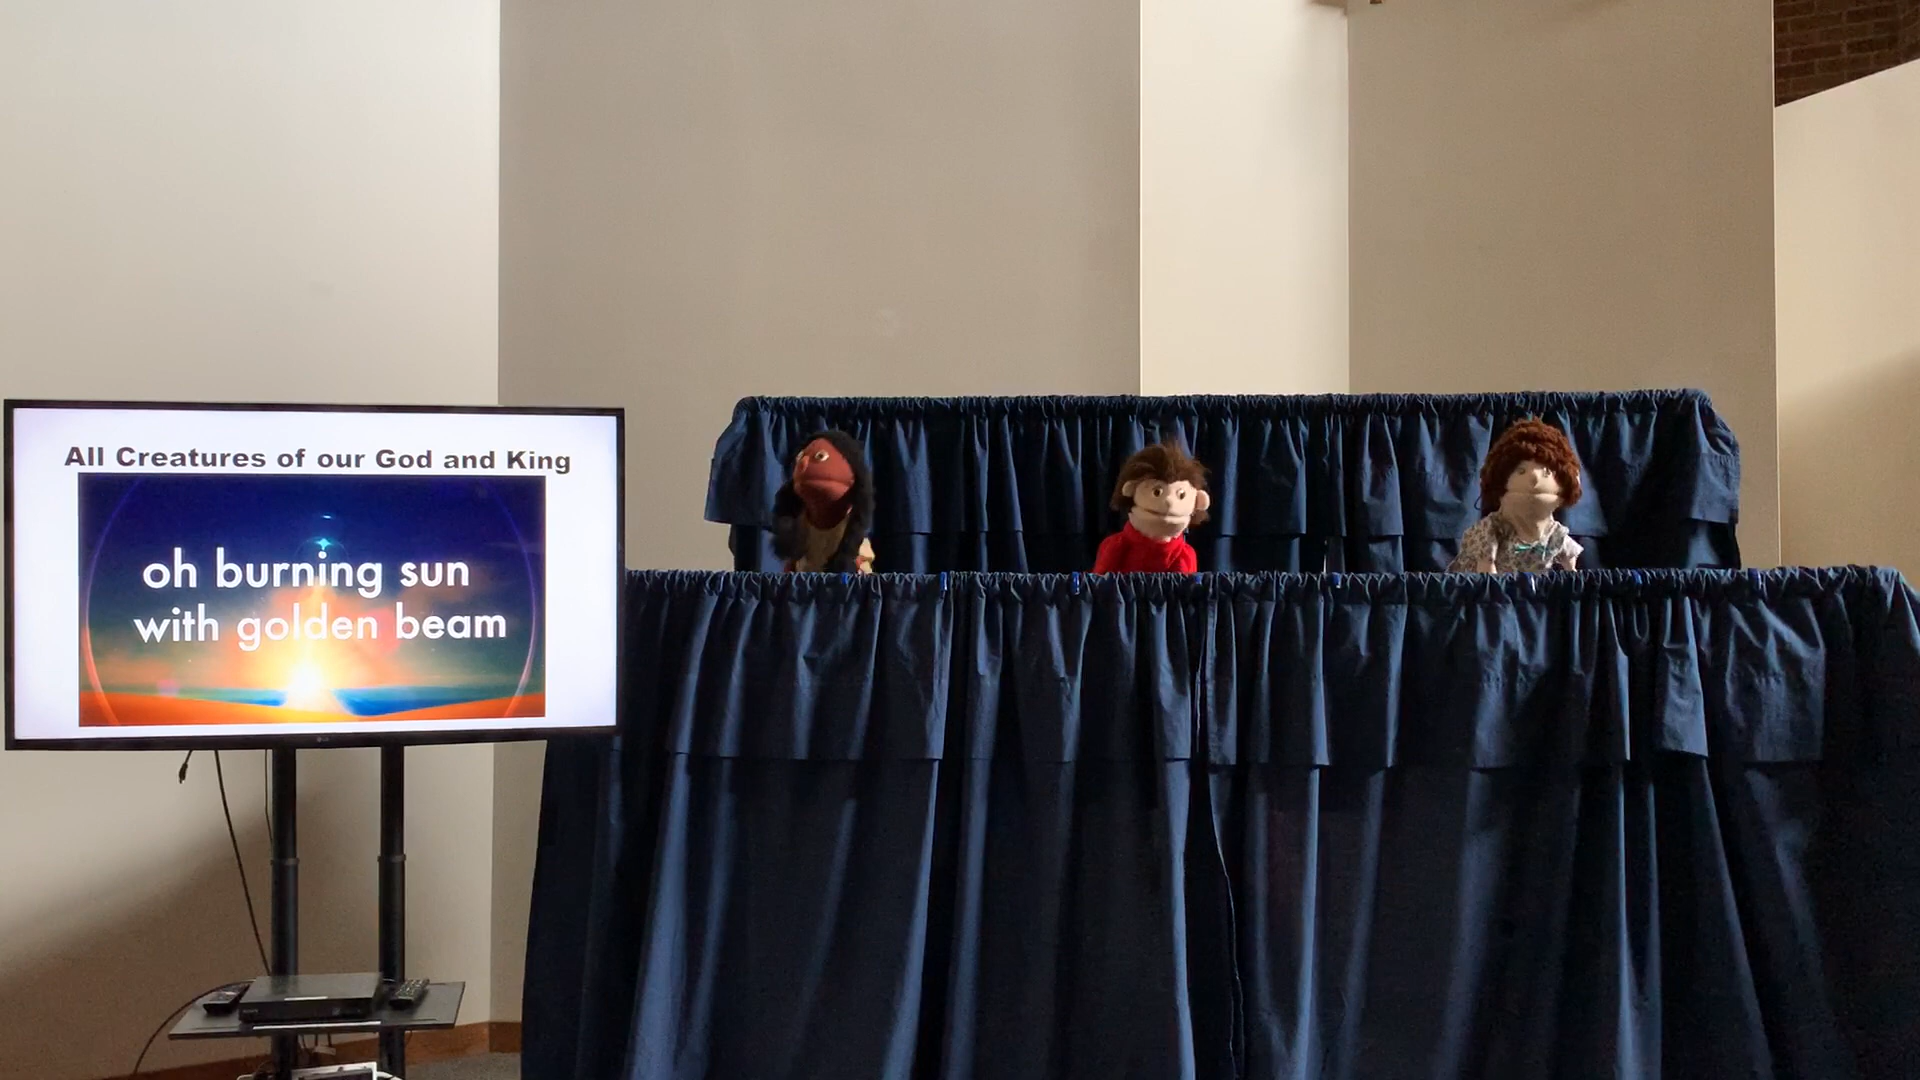 All Creatures of our God and King
oh burning sun
with golden beam